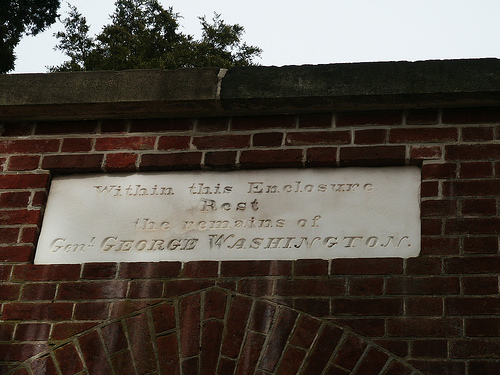 Within this Enclosure
Rest
the remains of
Genl. GEORGE WASHINGTON.